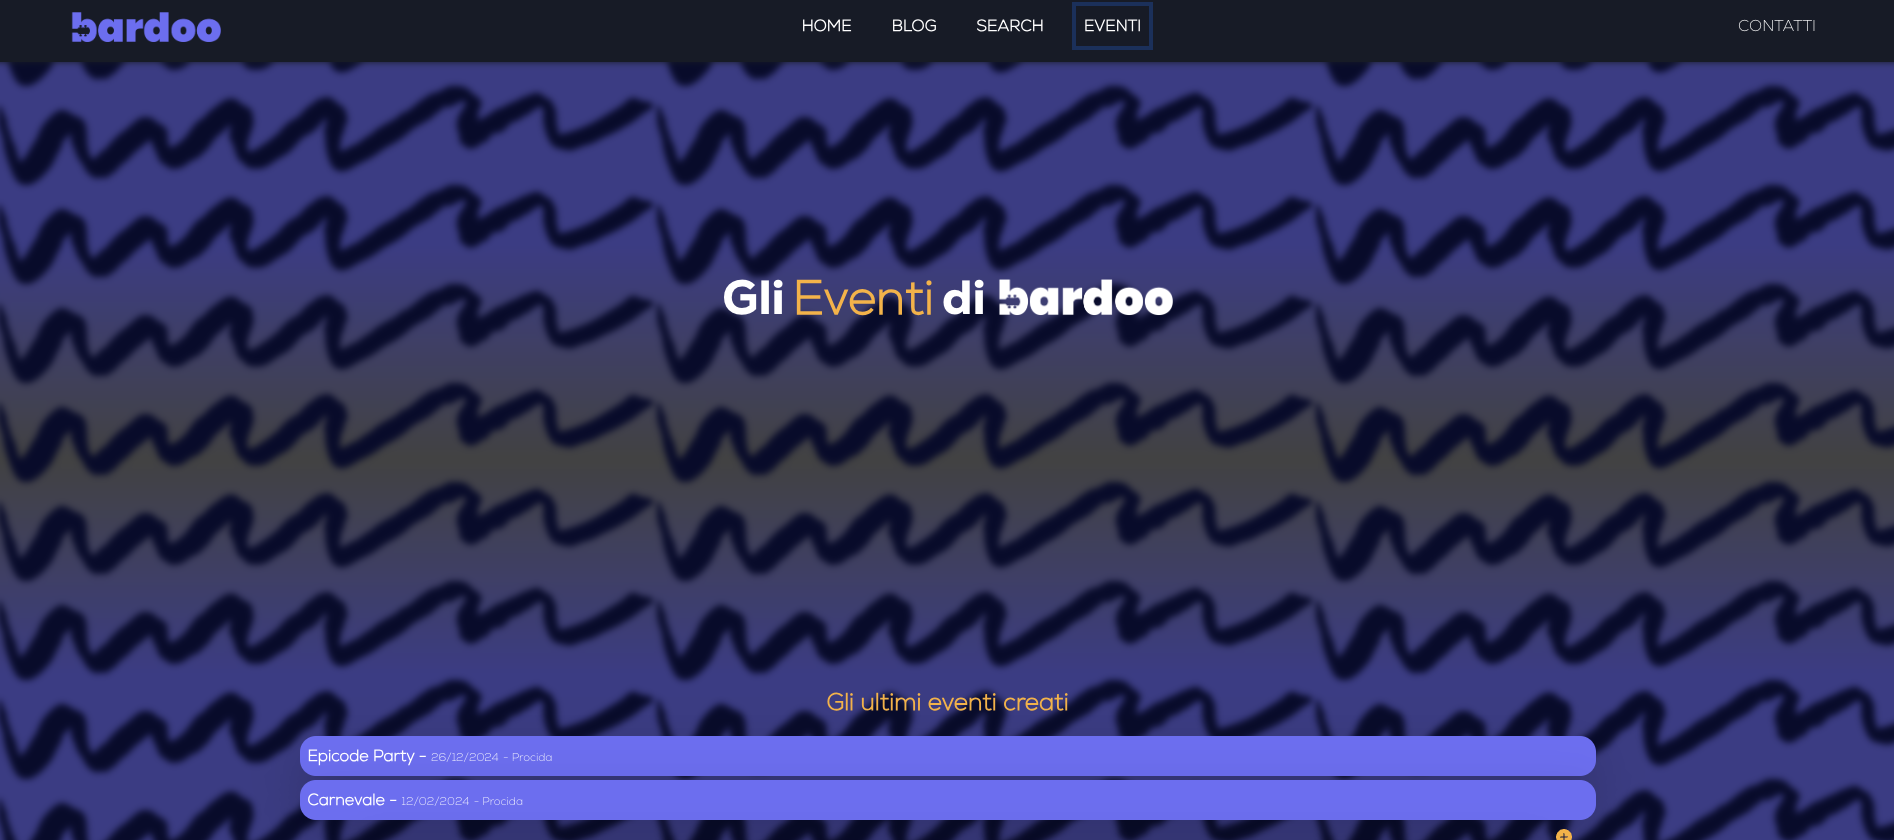 bardoo HOME BLOG SEARCH EVENTI CONTATTI
Gli Eventi di bardoo
Gli ultimi eventi creati
Epicode Party - 26/12/2024 - Procida
Carnevale - 12/02/2024 - Procida
+